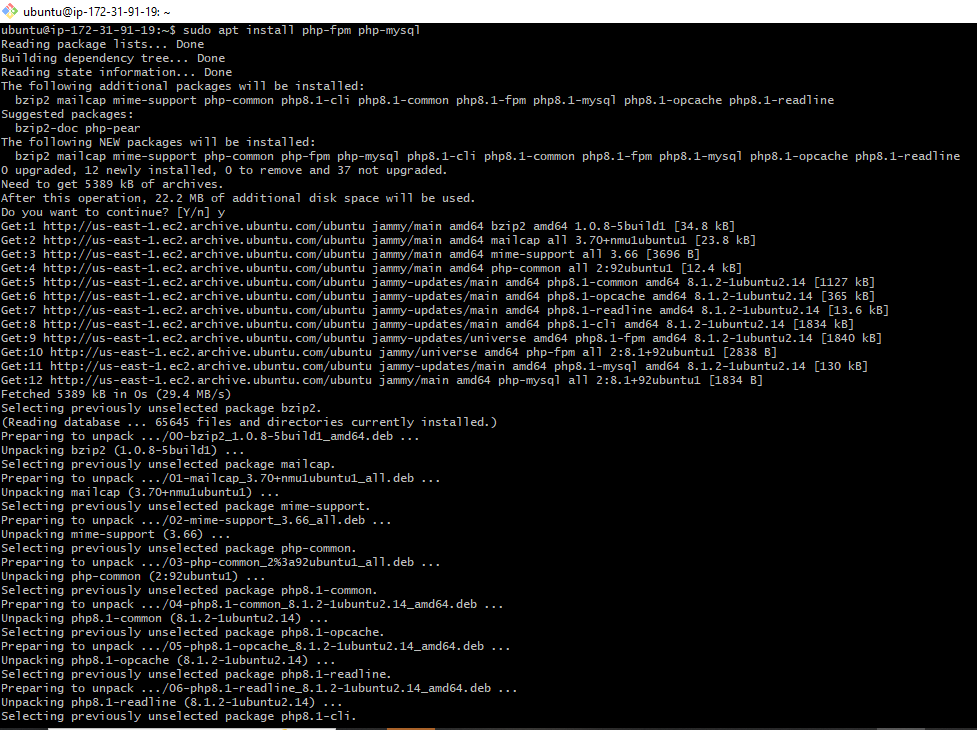 ubuntu@ip-172-31-91-19: ~
ubuntu@ip-172-31-91-19:~$ sudo apt install php-fpm php-mysql
Reading package lists... Done
Building dependency tree... Done
Reading state information... Done
The following additional packages will be installed:
  bzip2 mailcap mime-support php-common php8.1-cli php8.1-common php8.1-fpm php8.1-mysql php8.1-opcache php8.1-readline
Suggested packages:
  bzip2-doc php-pear
The following NEW packages will be installed:
  bzip2 mailcap mime-support php-common php-fpm php-mysql php8.1-cli php8.1-common php8.1-fpm php8.1-mysql php8.1-opcache php8.1-readline
0 upgraded, 12 newly installed, 0 to remove and 37 not upgraded.
Need to get 5389 kB of archives.
After this operation, 22.2 MB of additional disk space will be used.
Do you want to continue? [Y/n] y
Get:1 http://us-east-1.ec2.archive.ubuntu.com/ubuntu jammy/main amd64 bzip2 amd64 1.0.8-5build1 [34.8 kB]
Get:2 http://us-east-1.ec2.archive.ubuntu.com/ubuntu jammy/main amd64 mailcap all 3.70+nmu1ubuntu1 [23.8 kB]
Get:3 http://us-east-1.ec2.archive.ubuntu.com/ubuntu jammy/main amd64 mime-support all 3.66 [3696 B]
Get:4 http://us-east-1.ec2.archive.ubuntu.com/ubuntu jammy/main amd64 php-common all 2:92ubuntu1 [12.4 kB]
Get:5 http://us-east-1.ec2.archive.ubuntu.com/ubuntu jammy-updates/main amd64 php8.1-common amd64 8.1.2-1ubuntu2.14 [1127 kB]
Get:6 http://us-east-1.ec2.archive.ubuntu.com/ubuntu jammy-updates/main amd64 php8.1-opcache amd64 8.1.2-1ubuntu2.14 [365 kB]
Get:7 http://us-east-1.ec2.archive.ubuntu.com/ubuntu jammy-updates/main amd64 php8.1-readline amd64 8.1.2-1ubuntu2.14 [13.6 kB]
Get:8 http://us-east-1.ec2.archive.ubuntu.com/ubuntu jammy-updates/main amd64 php8.1-cli amd64 8.1.2-1ubuntu2.14 [1834 kB]
Get:9 http://us-east-1.ec2.archive.ubuntu.com/ubuntu jammy-updates/universe amd64 php8.1-fpm amd64 8.1.2-1ubuntu2.14 [1840 kB]
Get:10 http://us-east-1.ec2.archive.ubuntu.com/ubuntu jammy/universe amd64 php-fpm all 2:8.1+92ubuntu1 [2838 B]
Get:11 http://us-east-1.ec2.archive.ubuntu.com/ubuntu jammy-updates/main amd64 php8.1-mysql amd64 8.1.2-1ubuntu2.14 [130 kB]
Get:12 http://us-east-1.ec2.archive.ubuntu.com/ubuntu jammy/main amd64 php-mysql all 2:8.1+92ubuntu1 [1834 B]
Fetched 5389 kB in 0s (29.4 MB/s)
Selecting previously unselected package bzip2.
(Reading database ... 65645 files and directories currently installed.)
Preparing to unpack .../00-bzip2_1.0.8-5build1_amd64.deb ...
Unpacking bzip2 (1.0.8-5build1) ...
Selecting previously unselected package mailcap.
Preparing to unpack .../01-mailcap_3.70+nmu1ubuntu1_all.deb ...
Unpacking mailcap (3.70+nmu1ubuntu1) ...
Selecting previously unselected package mime-support.
Preparing to unpack .../02-mime-support_3.66_all.deb ...
Unpacking mime-support (3.66) ...
Selecting previously unselected package php-common.
Preparing to unpack .../03-php-common_2%3a92ubuntu1_all.deb ...
Unpacking php-common (2:92ubuntu1) ...
Selecting previously unselected package php8.1-common.
Preparing to unpack .../04-php8.1-common_8.1.2-1ubuntu2.14_amd64.deb ...
Unpacking php8.1-common (8.1.2-1ubuntu2.14) ...
Selecting previously unselected package php8.1-opcache.
Preparing to unpack .../05-php8.1-opcache_8.1.2-1ubuntu2.14_amd64.deb ...
Unpacking php8.1-opcache (8.1.2-1ubuntu2.14) ...
Selecting previously unselected package php8.1-readline.
Preparing to unpack .../06-php8.1-readline_8.1.2-1ubuntu2.14_amd64.deb ...
Unpacking php8.1-readline (8.1.2-1ubuntu2.14) ...
Selecting previously unselected package php8.1-cli.